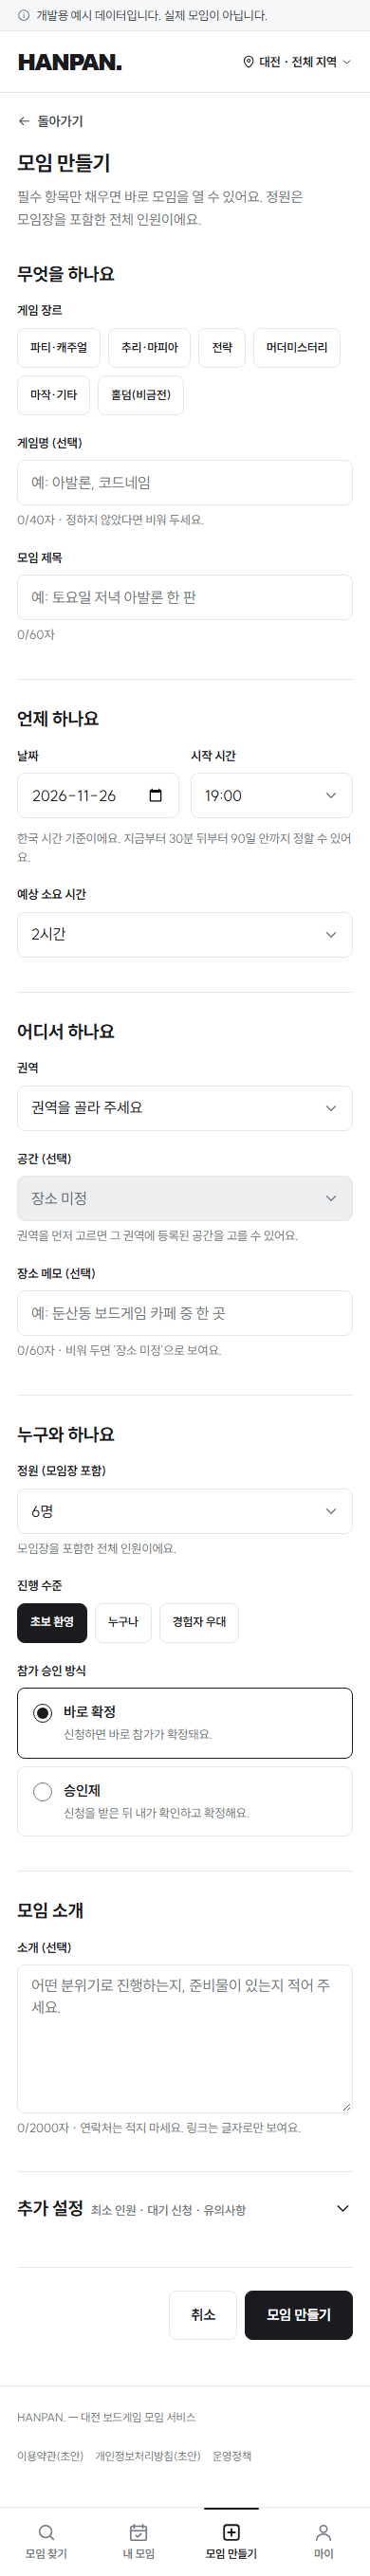 개발용 예시 데이터입니다. 실제 모임이 아닙니다.
HANPAN.
대전 · 전체 지역
돌아가기
모임 만들기
필수 항목만 채우면 바로 모임을 열 수 있어요. 정원은
모임장을 포함한 전체 인원이에요.
무엇을 하나요
게임 장르
파티·캐주얼 추리·마피아 전략 머더미스터리
마작·기타 홀덤(비금전)
게임명 (선택)
예: 아발론, 코드네임
0/40자 · 정하지 않았다면 비워 두세요.
모임 제목
예: 토요일 저녁 아발론 한 판
0/60자
언제 하나요
날짜 시작 시간
2026-11-26 19:00
한국 시간 기준이에요. 지금부터 30분 뒤부터 90일 안까지 정할 수 있어
요.
예상 소요 시간
2시간
어디서 하나요
권역
권역을 골라 주세요
공간 (선택)
장소 미정
권역을 먼저 고르면 그 권역에 등록된 공간을 고를 수 있어요.
장소 메모 (선택)
예: 둔산동 보드게임 카페 중 한 곳
0/60자 · 비워 두면 '장소 미정'으로 보여요.
누구와 하나요
정원 (모임장 포함)
6명
모임장을 포함한 전체 인원이에요.
진행 수준
초보 환영 누구나 경험자 우대
참가 승인 방식
바로 확정
신청하면 바로 참가가 확정돼요.
승인제
신청을 받은 뒤 내가 확인하고 확정해요.
모임 소개
소개 (선택)
어떤 분위기로 진행하는지, 준비물이 있는지 적어 주
세요.
0/2000자 · 연락처는 적지 마세요. 링크는 글자로만 보여요.
추가 설정 최소 인원 · 대기 신청 · 유의사항
취소 모임 만들기
HANPAN. — 대전 보드게임 모임 서비스
이용약관(초안) 개인정보처리방침(초안) 운영정책
모임 찾기 내 모임 모임 만들기 마이